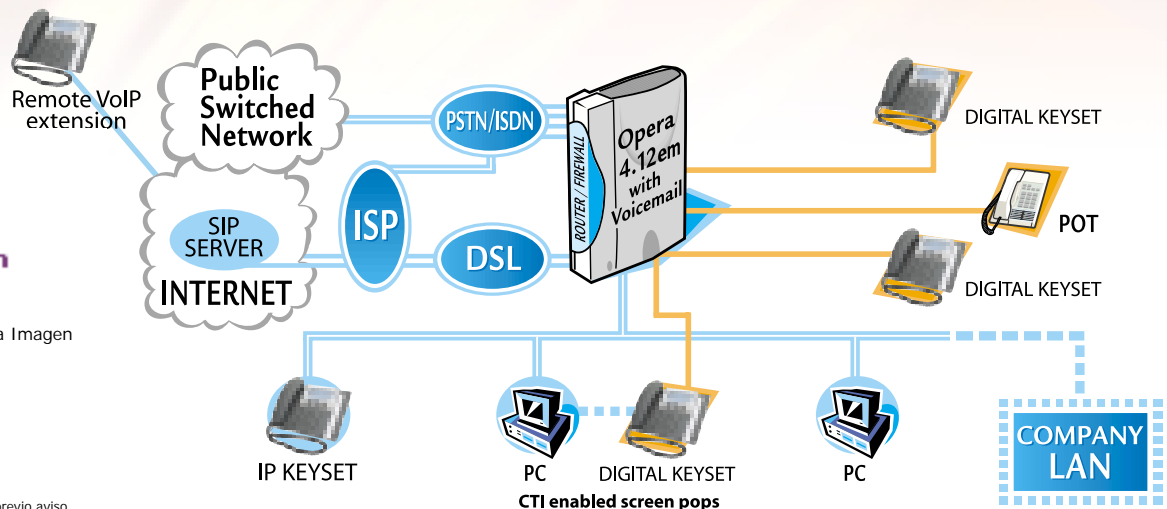 Remote VoIP
extension
Public
Switched
Network
PSTN/ISDN
ISP
SIP
SERVER
INTERNET
DSL
ROUTER / FIREWALL
Opera
4.12em
with
Voicemail
DIGITAL KEYSET
POT
DIGITAL KEYSET
n
a Imagen
IP KEYSET
PC
DIGITAL KEYSET
PC
CTI enabled screen pops
COMPANY
LAN
previo aviso